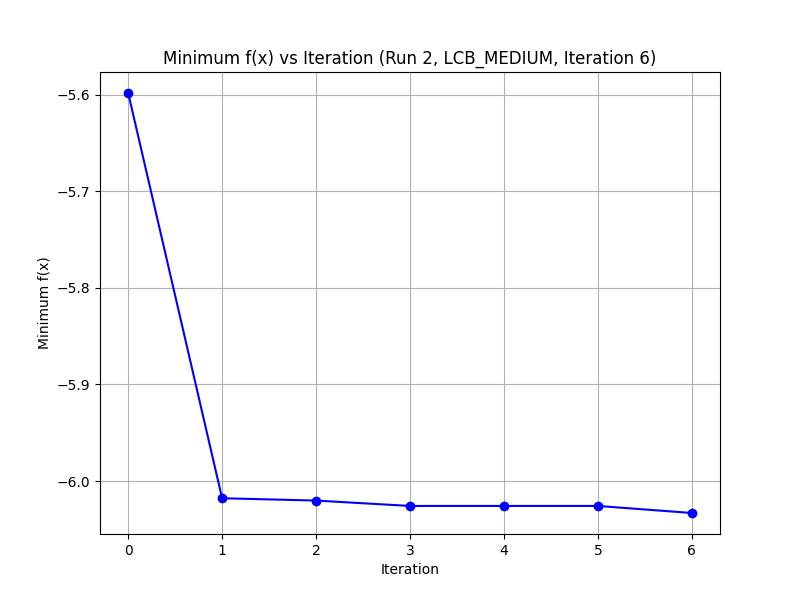 Minimum f(x) vs Iteration (Run 2, LCB_MEDIUM, Iteration 6)
−5.6
−5.7
−5.8
−5.9
−6.0
Minimum f(x)
0 1 2 3 4 5 6
Iteration